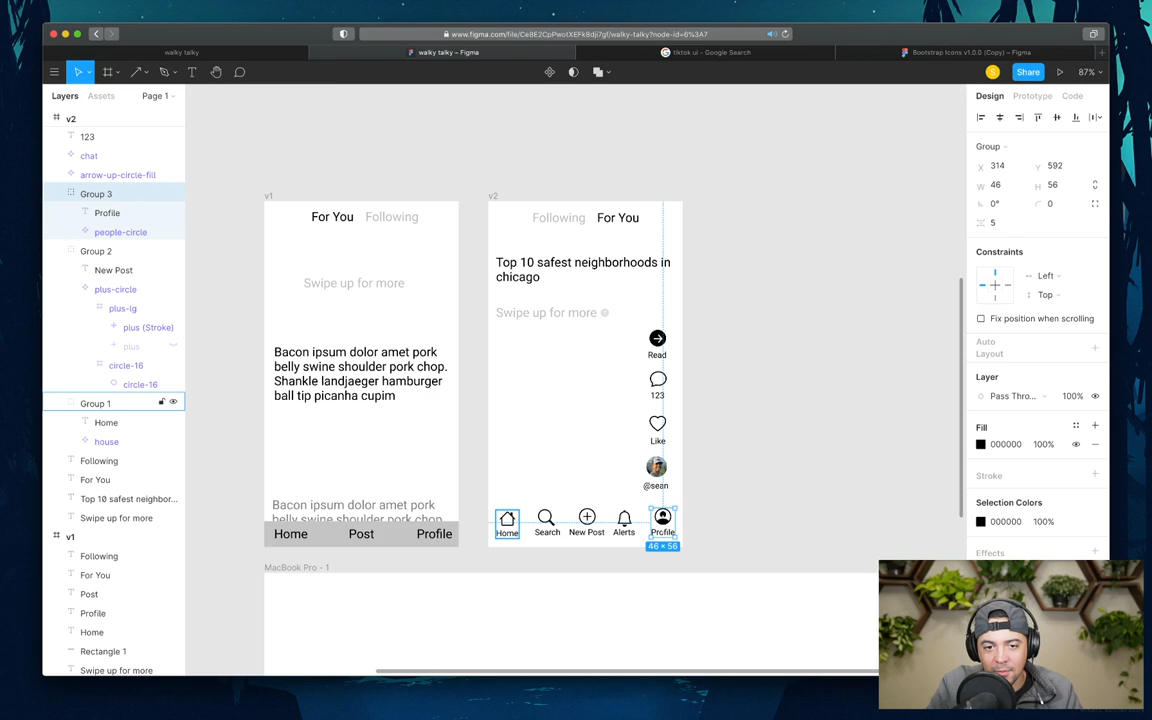 www.figma.com/file/Ce8E2CpPwotXEFk8dji7gf/walky-talky?node-id=6%3A7
walky talky
walky talky – Figma
tiktok ui - Google Search
Bootstrap Icons v1.0.0 (Copy) – Figma
S
Share
87%
Layers
Assets
Page 1
v2
123
chat
arrow-up-circle-fill
Group 3
Profile
people-circle
Group 2
New Post
plus-circle
plus-lg
plus (Stroke)
plus
circle-16
circle-16
Group 1
Home
house
Following
For You
Top 10 safest neighbor...
Swipe up for more
v1
Following
For You
Post
Profile
Home
Rectangle 1
Swipe up for more
v1
For You Following
Swipe up for more
Bacon ipsum dolor amet pork
belly swine shoulder pork chop.
Shankle landjaeger hamburger
ball tip picanha cupim
Bacon ipsum dolor amet pork
belly swine shoulder pork chop.
Home Post Profile
v2
Following For You
Top 10 safest neighborhoods in
chicago
Swipe up for more
Read
123
Like
@sean
Home Search New Post Alerts Profile
46 × 56
MacBook Pro - 1
Design Prototype Code
Group
X 314 Y 592
W 46 H 56
0° 0
5
Constraints
Left
Top
Fix position when scrolling
Auto
Layout
Layer
Pass Thro... 100%
Fill
000000 100%
Stroke
Selection Colors
000000 100%
Effects